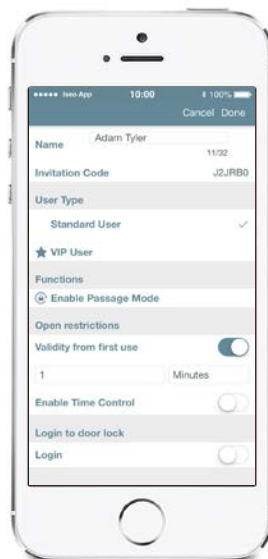 Iseo App 10:00 100%
Cancel Done
Name Adam Tyler
11/32
Invitation Code J2JRB0
User Type
Standard User
VIP User
Functions
Enable Passage Mode
Open restrictions
Validity from first use
1 Minutes
Enable Time Control
Login to door lock
Login